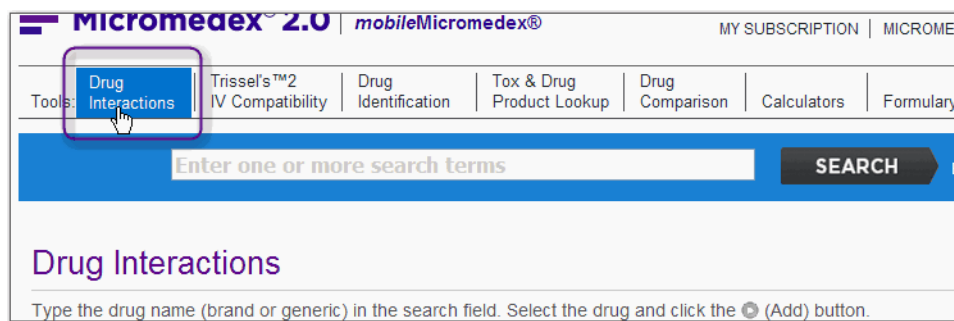 Micromedex® 2.0 | mobileMicromedex®
MY SUBSCRIPTION | MICROME
Tools:
Drug
Interactions
Trissel's™2
IV Compatibility
Drug
Identification
Tox & Drug
Product Lookup
Drug
Comparison
Calculators
Formulary
Enter one or more search terms
SEARCH
Drug Interactions
Type the drug name (brand or generic) in the search field. Select the drug and click the (Add) button.